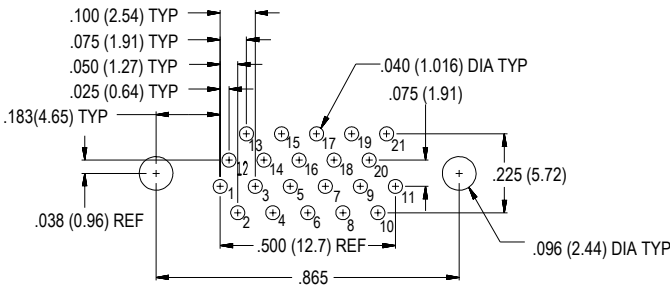 .100 (2.54) TYP
.075 (1.91) TYP
.050 (1.27) TYP
.025 (0.64) TYP
.183(4.65) TYP
.040 (1.016) DIA TYP
.075 (1.91)
13 15 17 19 21
12 14 16 18 20
.225 (5.72)
1 3 5 7 9 11
2 4 6 8 10
.038 (0.96) REF
.500 (12.7) REF
.096 (2.44) DIA TYP
.865